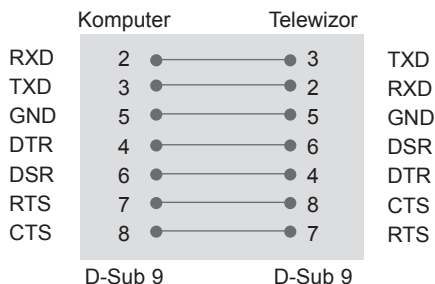 Komputer Telewizor
RXD 2 3 TXD
TXD 3 2 RXD
GND 5 5 GND
DTR 4 6 DSR
DSR 6 4 DTR
RTS 7 8 CTS
CTS 8 7 RTS
D-Sub 9 D-Sub 9